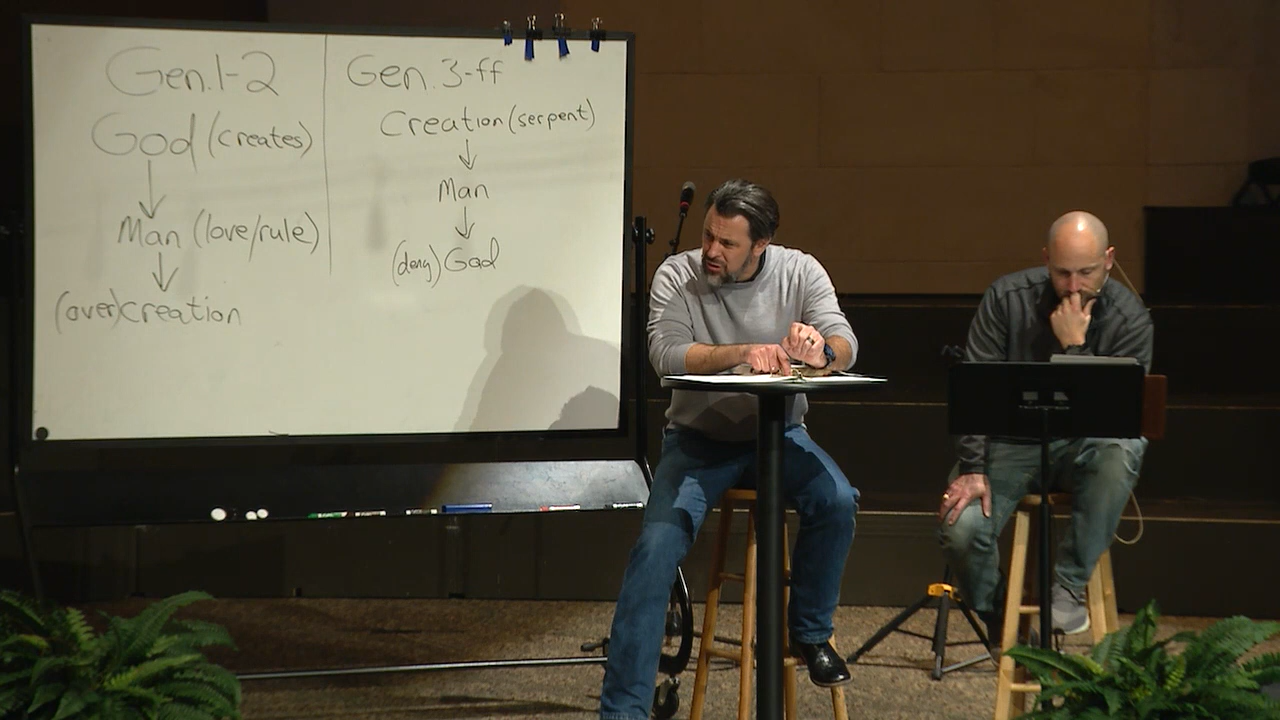 Gen. 1-2
God (creates)
Man (love/rule)
(over) creation
Gen. 3-ff
Creation (serpent)
Man
(deny) God